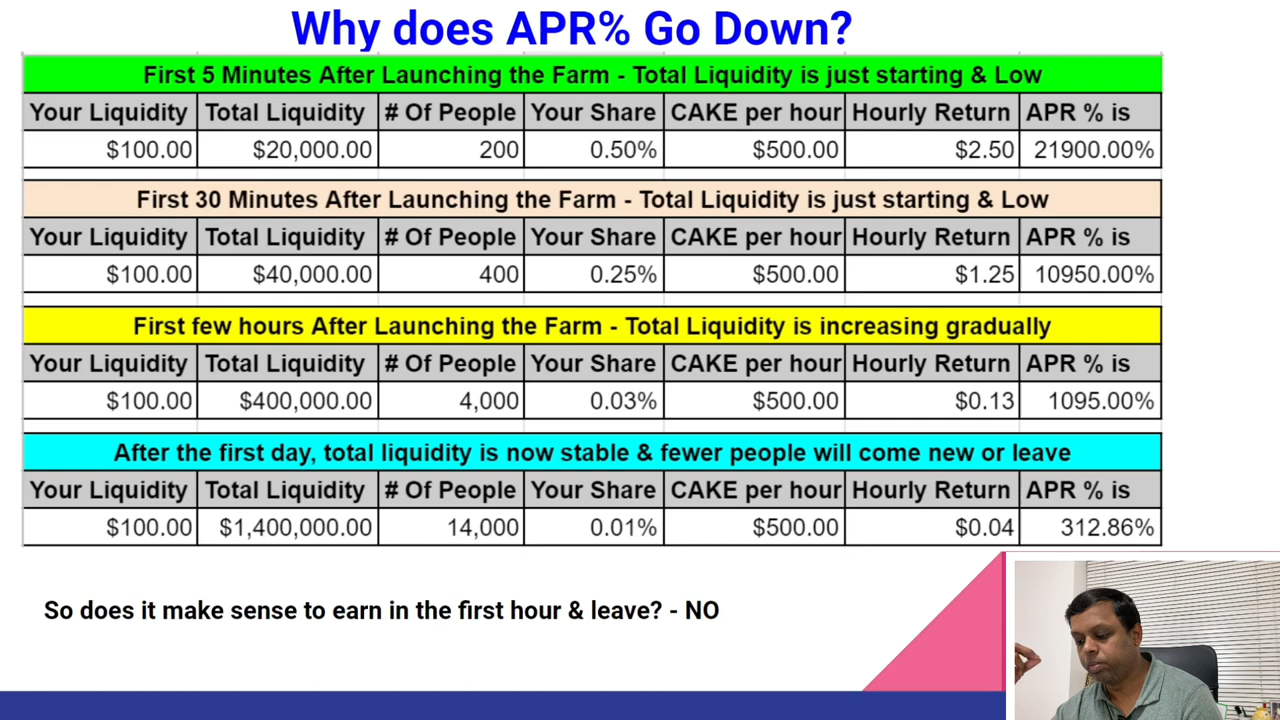 Why does APR% Go Down?
First 5 Minutes After Launching the Farm - Total Liquidity is just starting & Low
Your Liquidity Total Liquidity # Of People Your Share CAKE per hour Hourly Return APR % is
$100.00 $20,000.00 200 0.50% $500.00 $2.50 21900.00%
First 30 Minutes After Launching the Farm - Total Liquidity is just starting & Low
Your Liquidity Total Liquidity # Of People Your Share CAKE per hour Hourly Return APR % is
$100.00 $40,000.00 400 0.25% $500.00 $1.25 10950.00%
First few hours After Launching the Farm - Total Liquidity is increasing gradually
Your Liquidity Total Liquidity # Of People Your Share CAKE per hour Hourly Return APR % is
$100.00 $400,000.00 4,000 0.03% $500.00 $0.13 1095.00%
After the first day, total liquidity is now stable & fewer people will come new or leave
Your Liquidity Total Liquidity # Of People Your Share CAKE per hour Hourly Return APR % is
$100.00 $1,400,000.00 14,000 0.01% $500.00 $0.04 312.86%
So does it make sense to earn in the first hour & leave? - NO